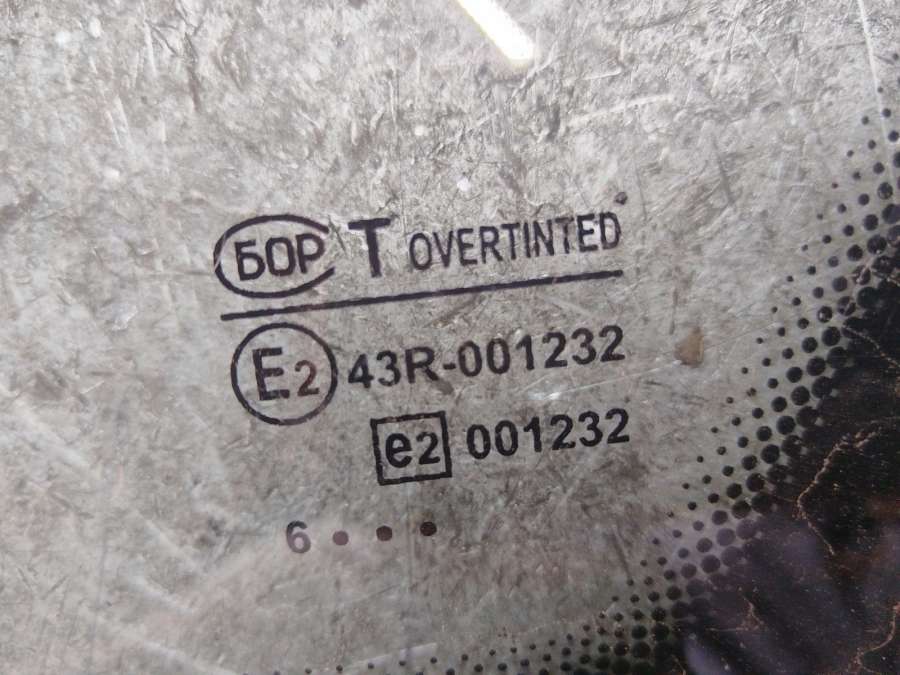 БОР T OVERTINTED
E2 43R-001232
e2 001232
6 • • •